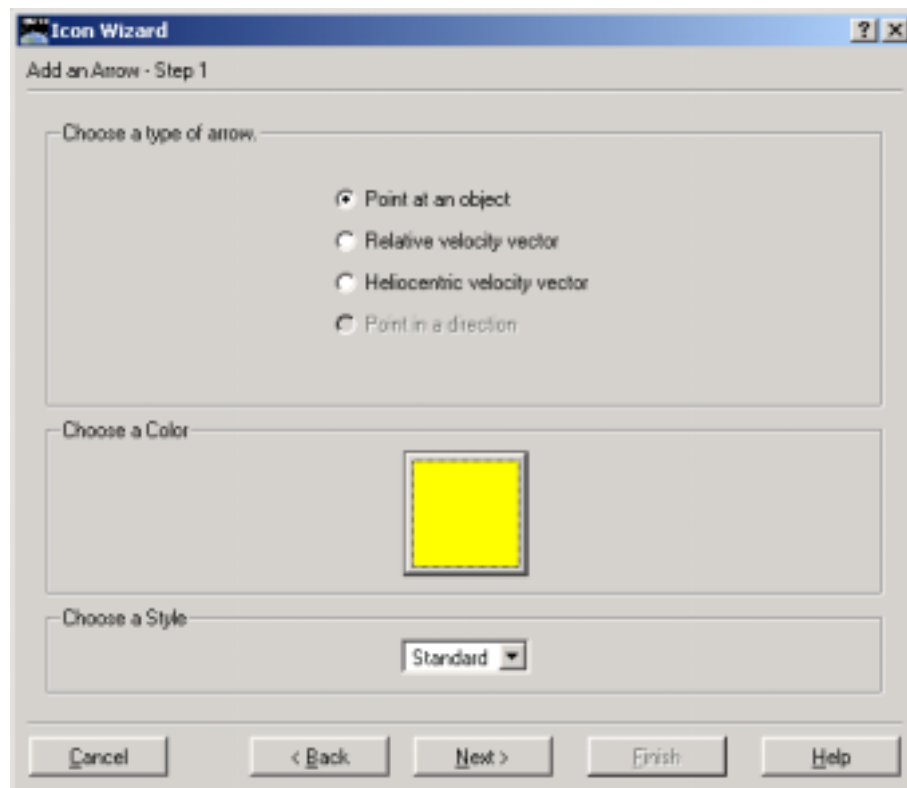 Icon Wizard
Add an Arrow - Step 1
Choose a type of arrow.
Point at an object
Relative velocity vector
Heliocentric velocity vector
Point in a direction
Choose a Color
Choose a Style
Standard
Cancel < Back Next > Finish Help